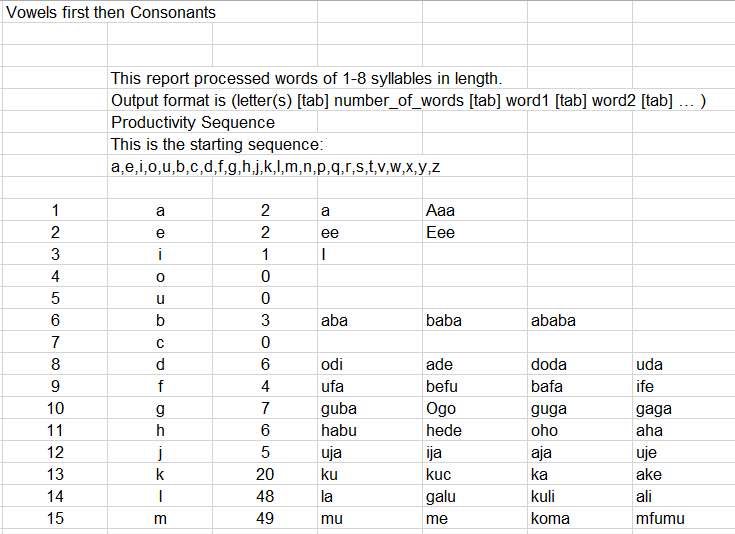 Vowels first then Consonants
This report processed words of 1-8 syllables in length.
Output format is (letter(s) [tab] number_of_words [tab] word1 [tab] word2 [tab] … )
Productivity Sequence
This is the starting sequence:
a,e,i,o,u,b,c,d,f,g,h,j,k,l,m,n,p,q,r,s,t,v,w,x,y,z
1 a 2 a Aaa
2 e 2 ee Eee
3 i 1 I
4 o 0
5 u 0
6 b 3 aba baba ababa
7 c 0
8 d 6 odi ade doda uda
9 f 4 ufa befu bafa ife
10 g 7 guba Ogo guga gaga
11 h 6 habu hede oho aha
12 j 5 uja ija aja uje
13 k 20 ku kuc ka ake
14 l 48 la galu kuli ali
15 m 49 mu me koma mfumu